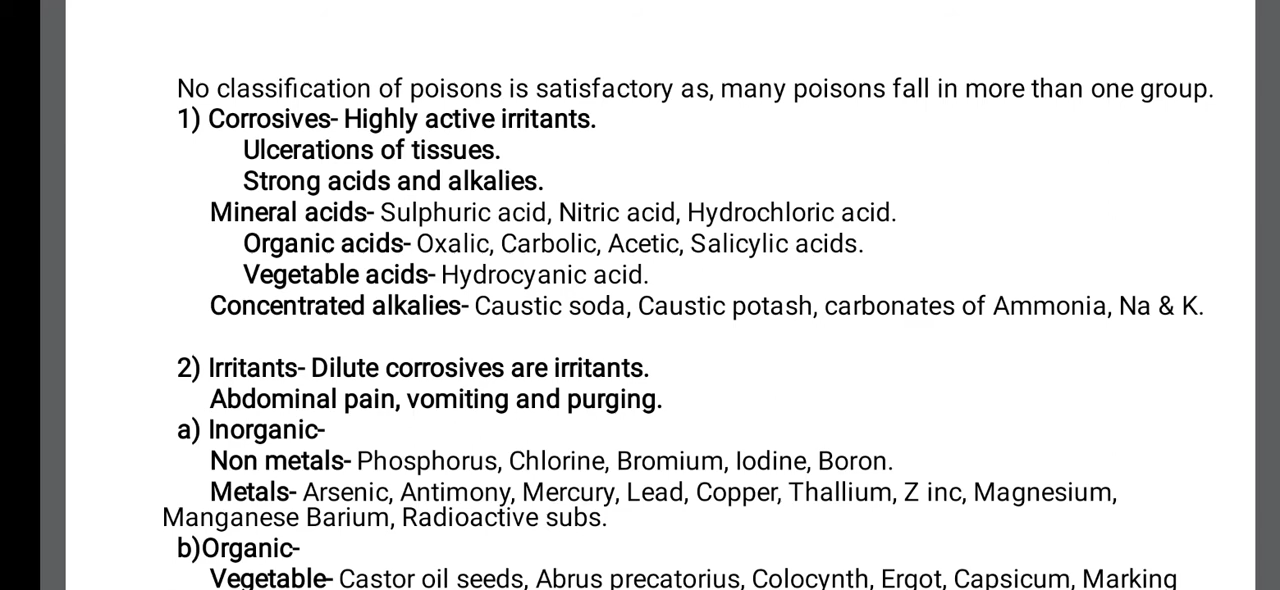 No classification of poisons is satisfactory as, many poisons fall in more than one group.
1) Corrosives- Highly active irritants.
Ulcerations of tissues.
Strong acids and alkalies.
Mineral acids- Sulphuric acid, Nitric acid, Hydrochloric acid.
Organic acids- Oxalic, Carbolic, Acetic, Salicylic acids.
Vegetable acids- Hydrocyanic acid.
Concentrated alkalies- Caustic soda, Caustic potash, carbonates of Ammonia, Na & K.
2) Irritants- Dilute corrosives are irritants.
Abdominal pain, vomiting and purging.
a) Inorganic-
Non metals- Phosphorus, Chlorine, Bromium, Iodine, Boron.
Metals- Arsenic, Antimony, Mercury, Lead, Copper, Thallium, Z inc, Magnesium,
Manganese Barium, Radioactive subs.
b)Organic-
Vegetable- Castor oil seeds, Abrus precatorius, Colocynth, Ergot, Capsicum, Marking